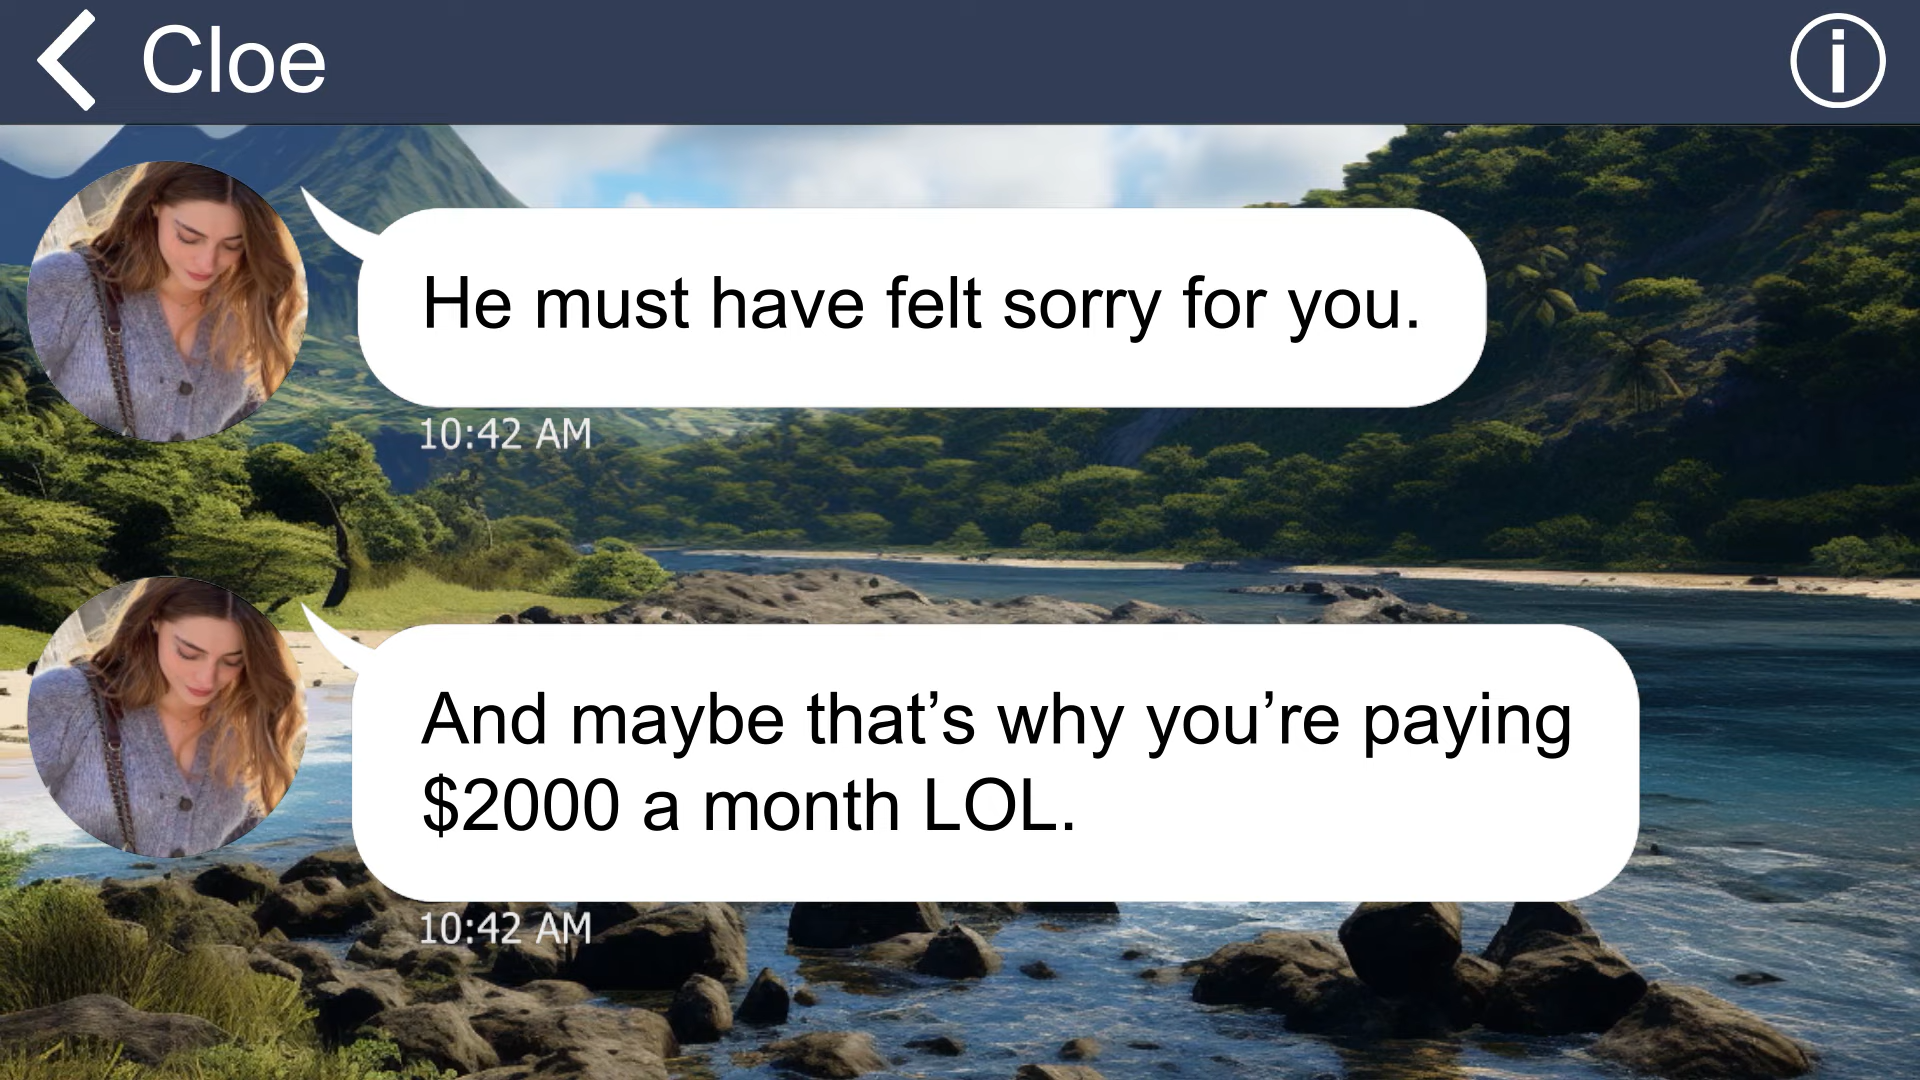 Cloe
He must have felt sorry for you.
10:42 AM
And maybe that’s why you’re paying
$2000 a month LOL.
10:42 AM